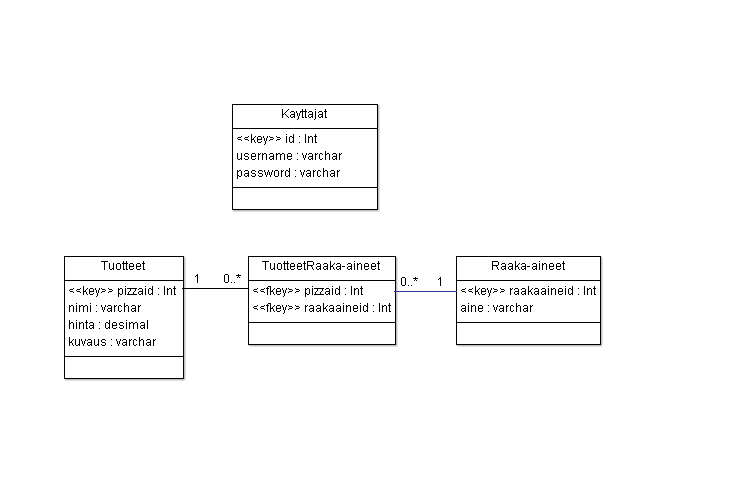 Kayttajat
<<key>> id : Int
username : varchar
password : varchar
Tuotteet
<<key>> pizzaid : Int
nimi : varchar
hinta : desimal
kuvaus : varchar
1
0..*
TuotteetRaaka-aineet
<<fkey>> pizzaid : Int
<<fkey>> raakaaineid : Int
0..*
1
Raaka-aineet
<<key>> raakaaineid : Int
aine : varchar